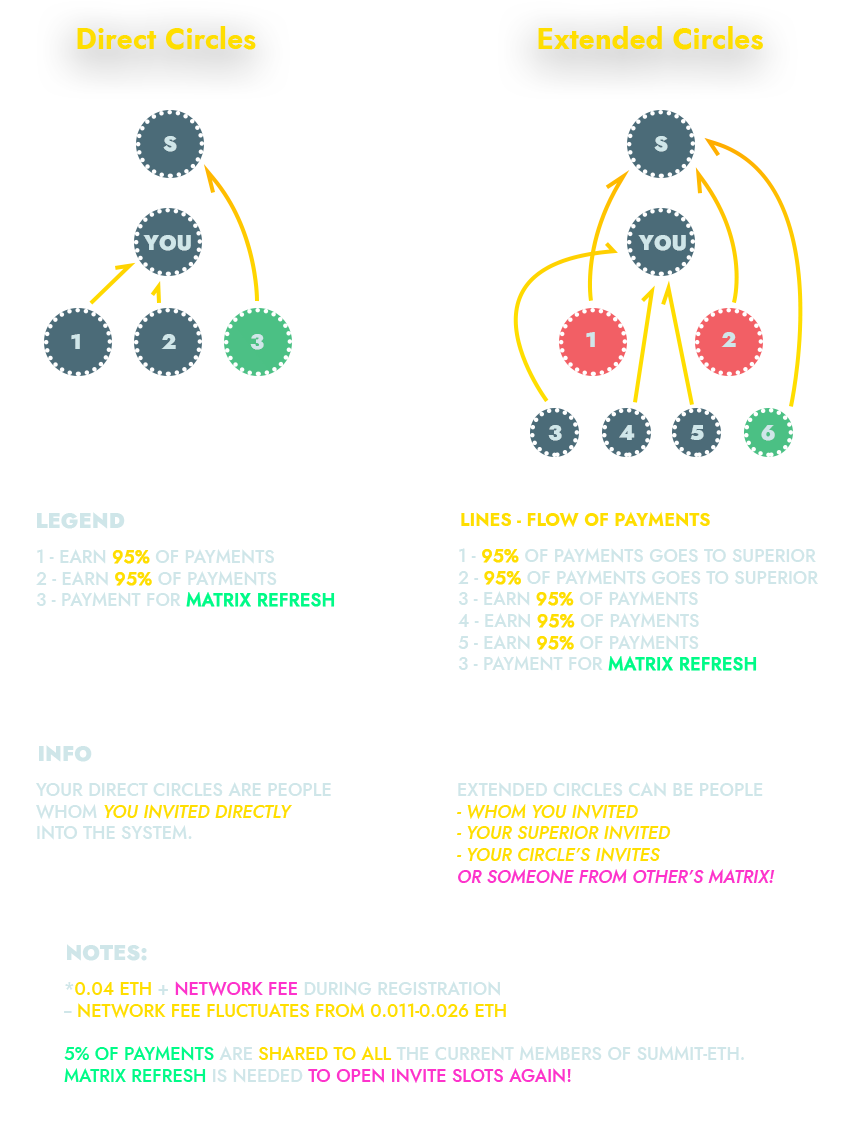 Direct Circles
S
YOU
1
2
3
LEGEND
1 - EARN 95% OF PAYMENTS
2 - EARN 95% OF PAYMENTS
3 - PAYMENT FOR MATRIX REFRESH
INFO
YOUR DIRECT CIRCLES ARE PEOPLE
WHOM YOU INVITED DIRECTLY
INTO THE SYSTEM.
Extended Circles
S
YOU
1
2
3
4
5
6
LINES - FLOW OF PAYMENTS
1 - 95% OF PAYMENTS GOES TO SUPERIOR
2 - 95% OF PAYMENTS GOES TO SUPERIOR
3 - EARN 95% OF PAYMENTS
4 - EARN 95% OF PAYMENTS
5 - EARN 95% OF PAYMENTS
3 - PAYMENT FOR MATRIX REFRESH
EXTENDED CIRCLES CAN BE PEOPLE
- WHOM YOU INVITED
- YOUR SUPERIOR INVITED
- YOUR CIRCLE'S INVITES
OR SOMEONE FROM OTHER'S MATRIX!
NOTES:
*0.04 ETH + NETWORK FEE DURING REGISTRATION
– NETWORK FEE FLUCTUATES FROM 0.011-0.026 ETH
5% OF PAYMENTS ARE SHARED TO ALL THE CURRENT MEMBERS OF SUMMIT-ETH.
MATRIX REFRESH IS NEEDED TO OPEN INVITE SLOTS AGAIN!